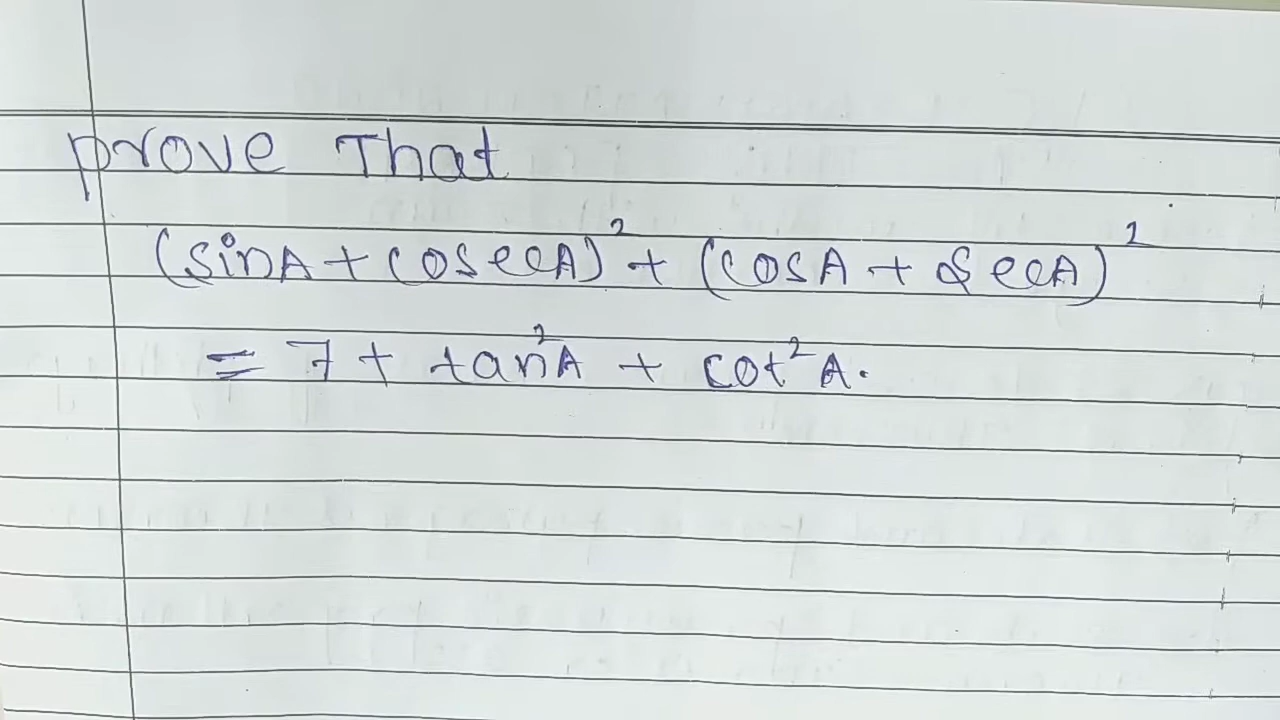 Prove That
(sinA + cosecA)² + (cosA + secA)²
= 7 + tan²A + cot²A.